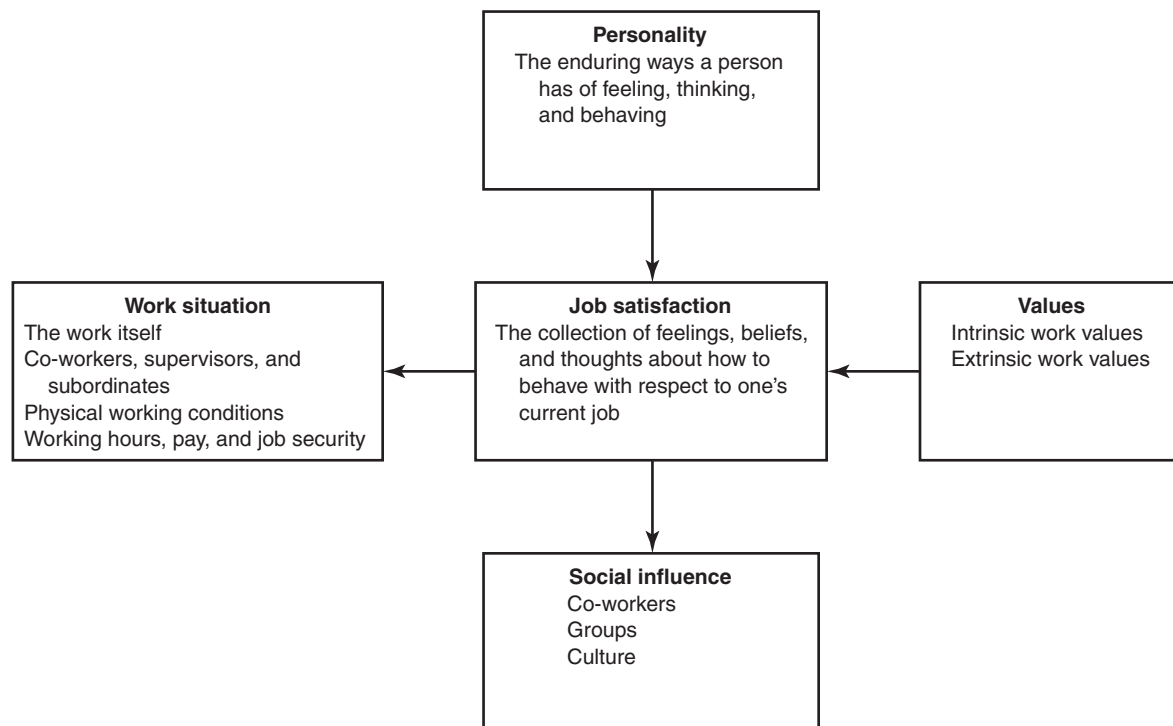 Personality
The enduring ways a person
has of feeling, thinking,
and behaving
Work situation
The work itself
Co-workers, supervisors, and
subordinates
Physical working conditions
Working hours, pay, and job security
Job satisfaction
The collection of feelings, beliefs,
and thoughts about how to
behave with respect to one’s
current job
Values
Intrinsic work values
Extrinsic work values
Social influence
Co-workers
Groups
Culture